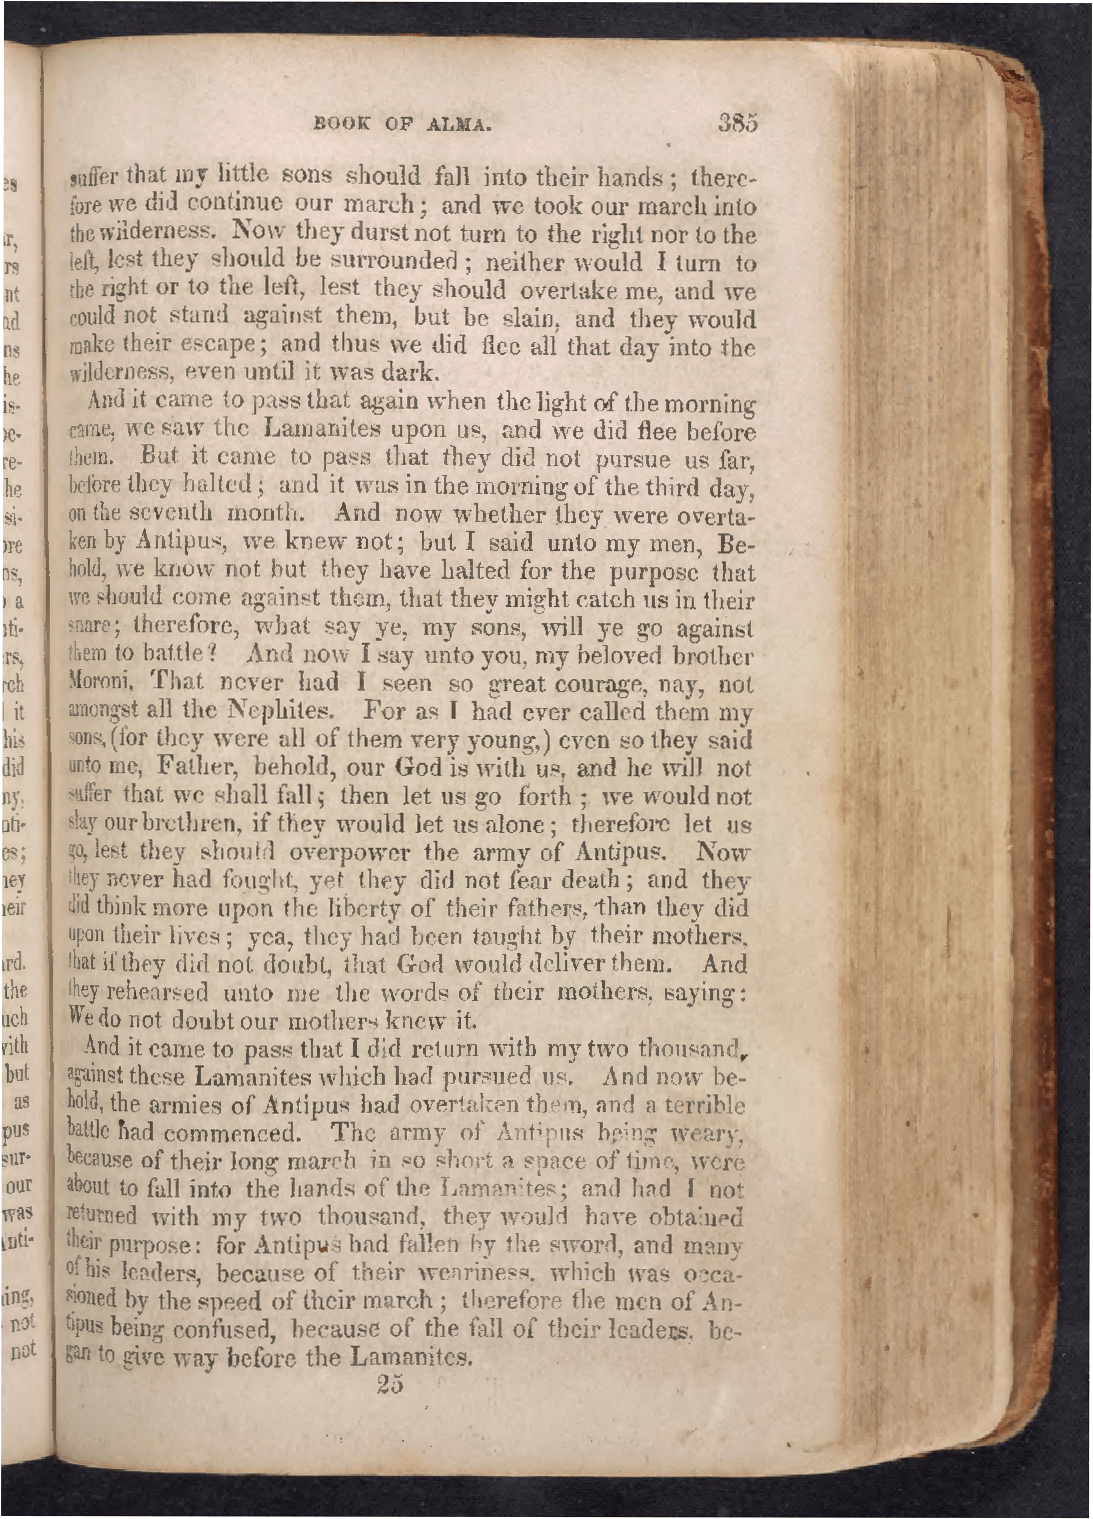 BOOK OF ALMA. 385
suffer that my little sons should fall into their hands; there-
fore we did continue our march; and we took our march into
the wilderness. Now they durst not turn to the right nor to the
left, lest they should be surrounded; neither would I turn to
the right or to the left, lest they should overtake me, and we
could not stand against them, but be slain, and they would
make their escape; and thus we did flee all that day into the
wilderness, even until it was dark.
And it came to pass that again when the light of the morning
came, we saw the Lamanites upon us, and we did flee before
them. But it came to pass that they did not pursue us far,
before they halted; and it was in the morning of the third day,
on the seventh month. And now whether they were overta-
ken by Antipus, we knew not; but I said unto my men, Be-
hold, we know not but they have halted for the purpose that
we should come against them, that they might catch us in their
snare; therefore, what say ye, my sons, will ye go against
them to battle? And now I say unto you, my beloved brother
Moroni, That never had I seen so great courage, nay, not
amongst all the Nephites. For as I had ever called them my
sons, (for they were all of them very young,) even so they said
unto me, Father, behold, our God is with us, and he will not
suffer that we shall fall; then let us go forth; we would not
slay our brethren, if they would let us alone; therefore let us
go, lest they should overpower the army of Antipus. Now
they never had fought, yet they did not fear death; and they
did think more upon the liberty of their fathers, than they did
upon their lives; yea, they had been taught by their mothers,
that if they did not doubt, that God would deliver them. And
they rehearsed unto me the words of their mothers, saying:
We do not doubt our mothers knew it.
And it came to pass that I did return with my two thousand,
against these Lamanites which had pursued us. And now be-
hold, the armies of Antipus had overtaken them, and a terrible
battle had commenced. The army of Antipus being weary,
because of their long march in so short a space of time, were
about to fall into the hands of the Lamanites; and had I not
returned with my two thousand, they would have obtained
their purpose: for Antipus had fallen by the sword, and many
of his leaders, because of their weariness, which was occa-
sioned by the speed of their march; therefore the men of An-
tipus being confused, because of the fall of their leaders, be-
gan to give way before the Lamanites.
25